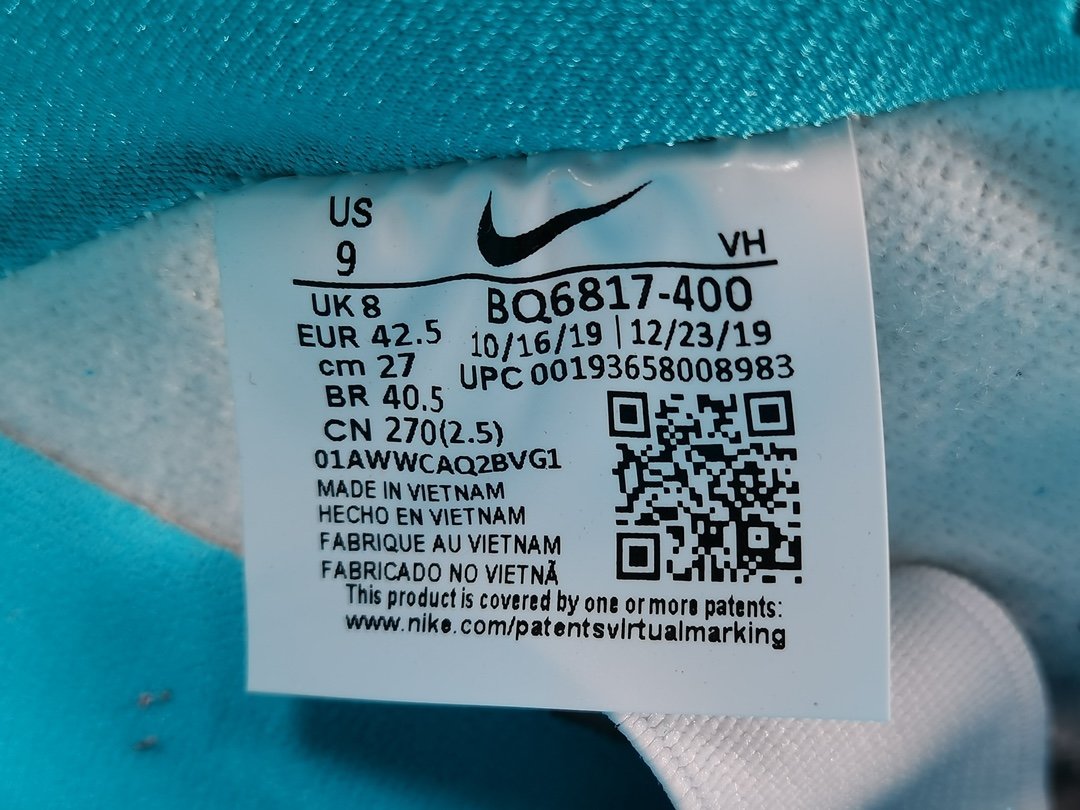 US
9
VH
UK 8
BQ6817-400
EUR 42.5
10/16/19 | 12/23/19
cm 27
UPC 00193658008983
BR 40.5
CN 270(2.5)
01AWWCAQ2BVG1
MADE IN VIETNAM
HECHO EN VIETNAM
FABRIQUE AU VIETNAM
FABRICADO NO VIETNÃ
This product is covered by one or more patents:
www.nike.com/patentsvirtualmarking